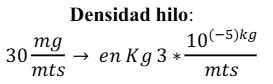 Densidad hilo:
30 mg/mts → en Kg 3 * 10^(−5)kg/mts